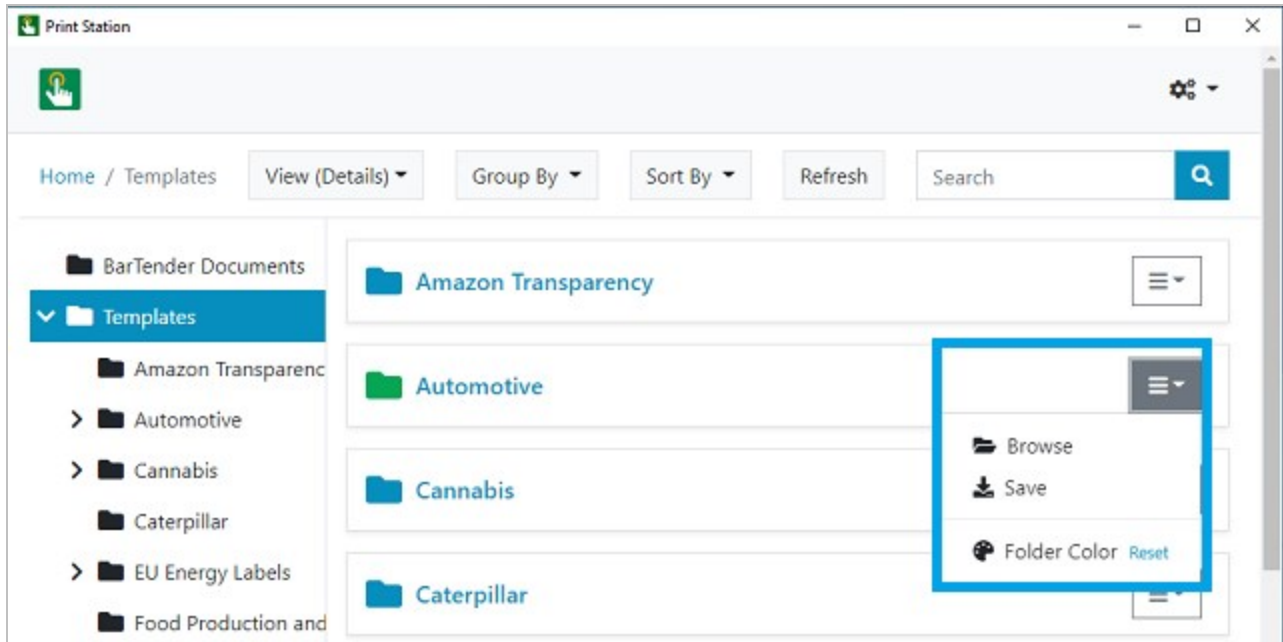 Print Station
Home / Templates
View (Details)
Group By
Sort By
Refresh
Search
BarTender Documents
Templates
Amazon Transparenc
Automotive
Cannabis
Caterpillar
EU Energy Labels
Food Production and
Amazon Transparency
Automotive
Browse
Save
Folder Color Reset
Cannabis
Caterpillar